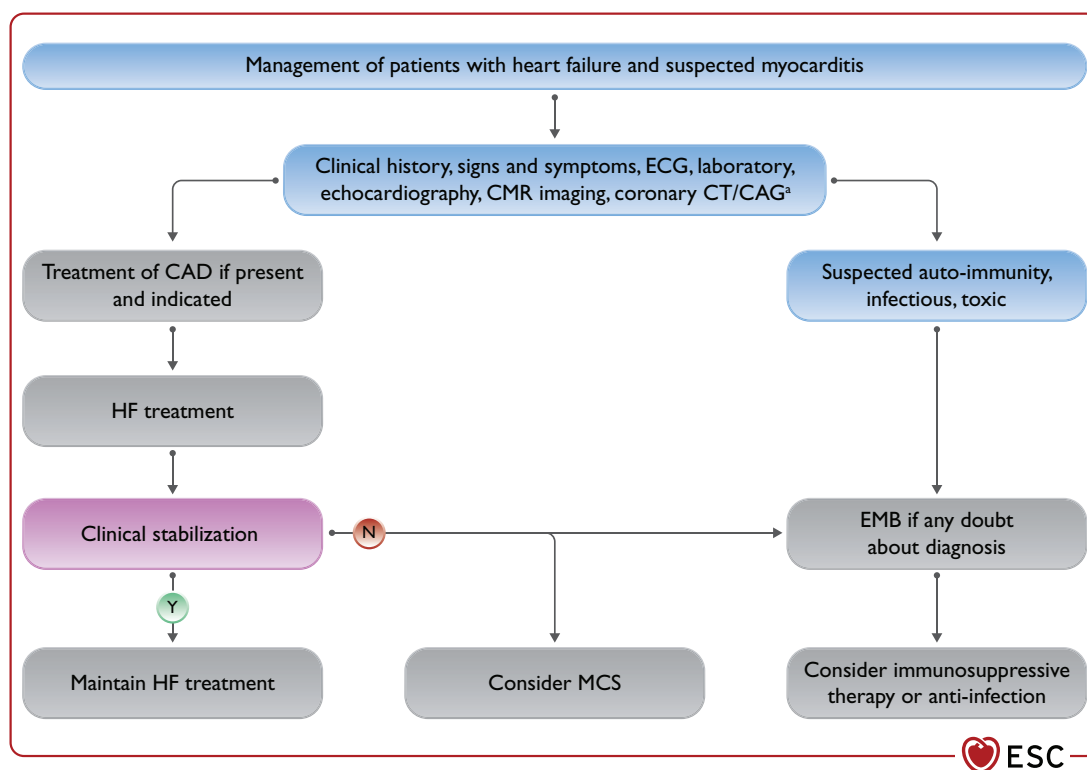 Management of patients with heart failure and suspected myocarditis
Clinical history, signs and symptoms, ECG, laboratory,
echocardiography, CMR imaging, coronary CT/CAGᵃ
Treatment of CAD if present
and indicated
Suspected auto-immunity,
infectious, toxic
HF treatment
Clinical stabilization
N
EMB if any doubt
about diagnosis
Y
Maintain HF treatment
Consider MCS
Consider immunosuppressive
therapy or anti-infection
ESC